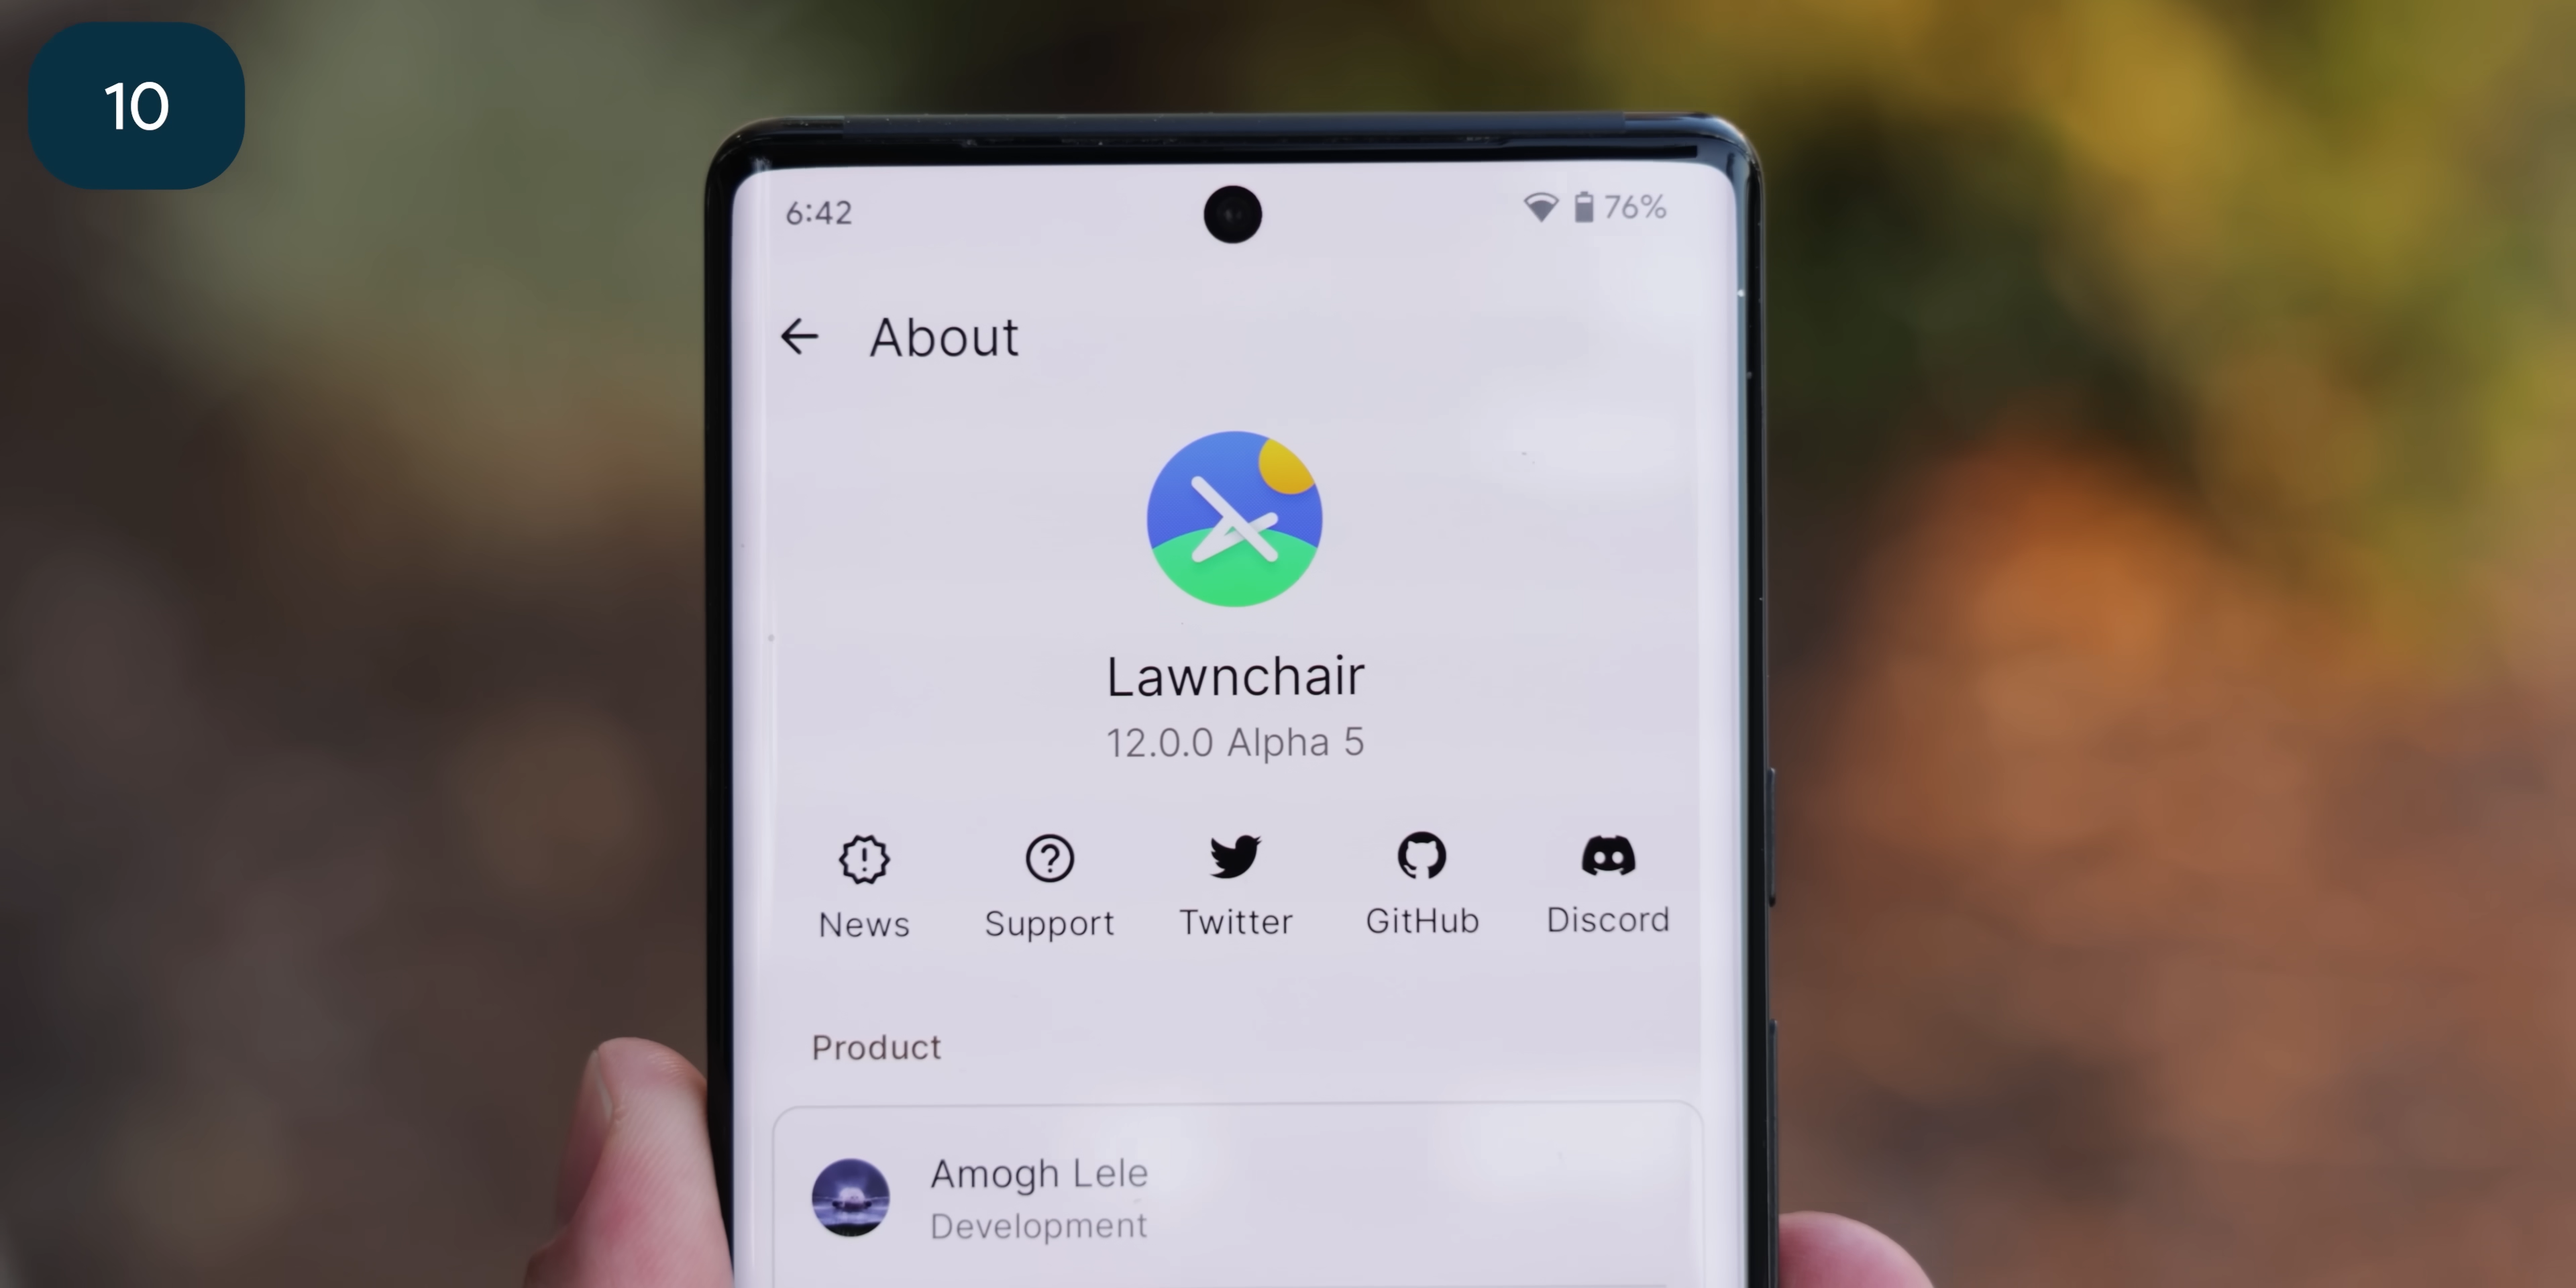 10
6:42
76%
About
Lawnchair
12.0.0 Alpha 5
News
Support
Twitter
GitHub
Discord
Product
Amogh Lele
Development